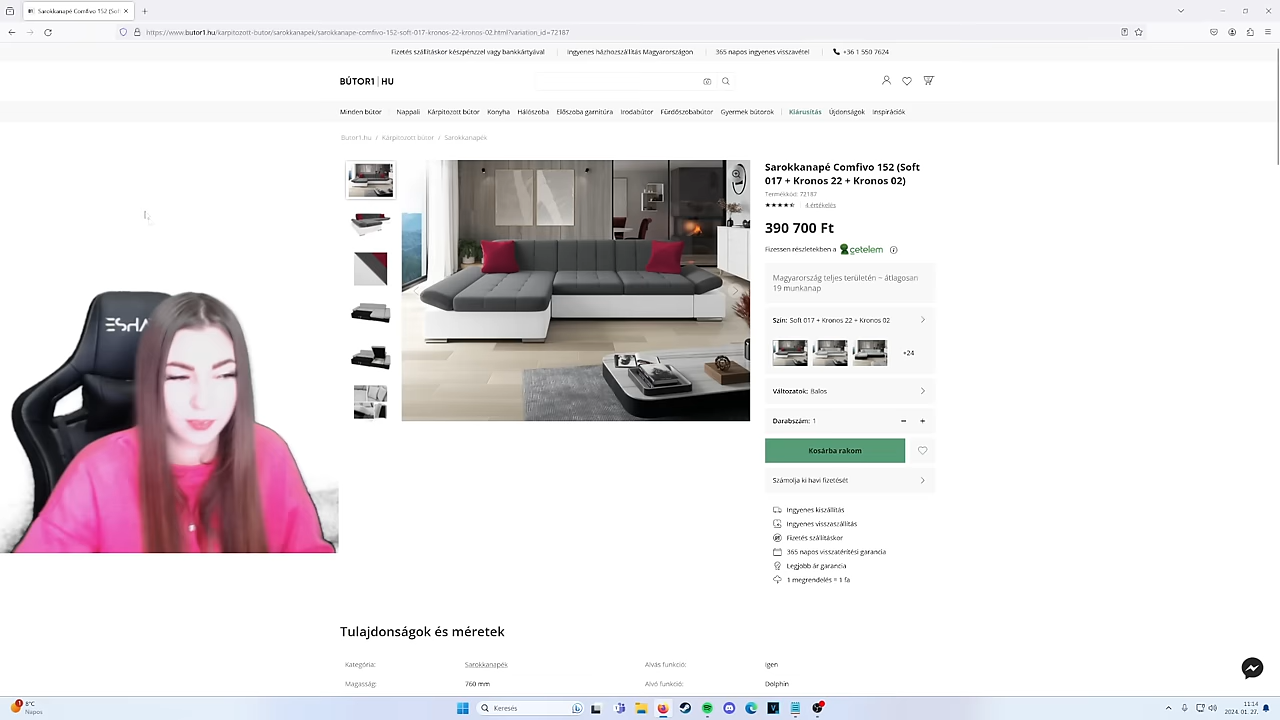 Sarokkanapé Comfivo 152 (Sof
https://www.butor1.hu/karpitozott-butor/sarokkanapek/sarokkanape-comfivo-152-soft-017-kronos-22-kronos-02.html?variation_id=72187
Fizetés szállításkor készpénzzel vagy bankkártyával
Ingyenes házhozszállítás Magyarországon
365 napos ingyenes visszavétel
+36 1 550 7624
BÚTOR1 | HU
Minden bútor
Nappali
Kárpitozott bútor
Konyha
Hálószoba
Előszoba garnitúra
Irodabútor
Fürdőszobabútor
Gyermek bútorok
Kiárusítás
Újdonságok
Inspirációk
Butor1.hu / Kárpitozott bútor / Sarokkanapék
Sarokkanapé Comfivo 152 (Soft
017 + Kronos 22 + Kronos 02)
Termékkód: 72187
4 értékelés
390 700 Ft
Fizessen részletekben a cetelem
Magyarország teljes területén ~ átlagosan
19 munkanap
Szín: Soft 017 + Kronos 22 + Kronos 02
+24
Változatok: Balos
Darabszám: 1
Kosárba rakom
Számolja ki havi fizetését
Ingyenes kiszállítás
Ingyenes visszaszállítás
Fizetés szállításkor
365 napos visszatérítési garancia
Legjobb ár garancia
1 megrendelés = 1 fa
Tulajdonságok és méretek
Kategória:
Sarokkanapék
Alvás funkció:
Igen
Magasság:
760 mm
Alvó funkció:
Dolphin
8°C
Napos
Keresés
11:14
2024. 01. 27.